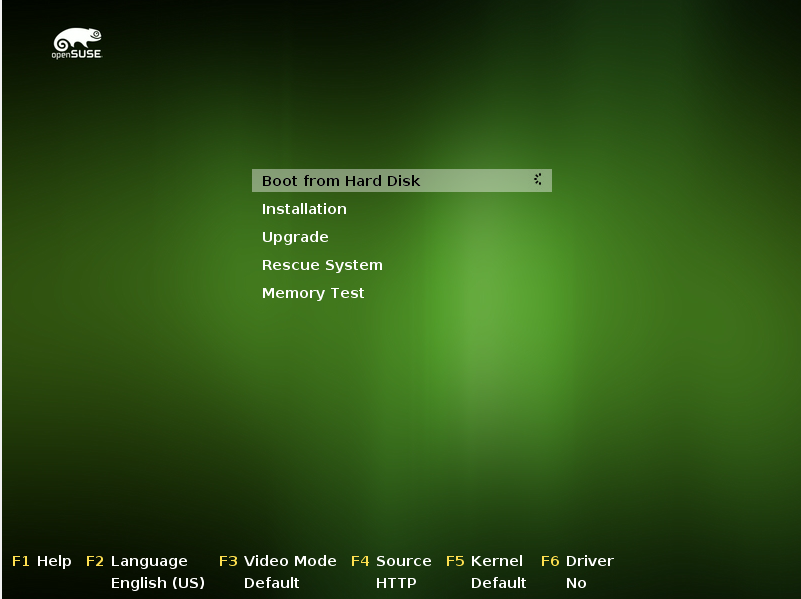 openSUSE
Boot from Hard Disk
Installation
Upgrade
Rescue System
Memory Test
F1 Help F2 Language F3 Video Mode F4 Source F5 Kernel F6 Driver
English (US) Default HTTP Default No